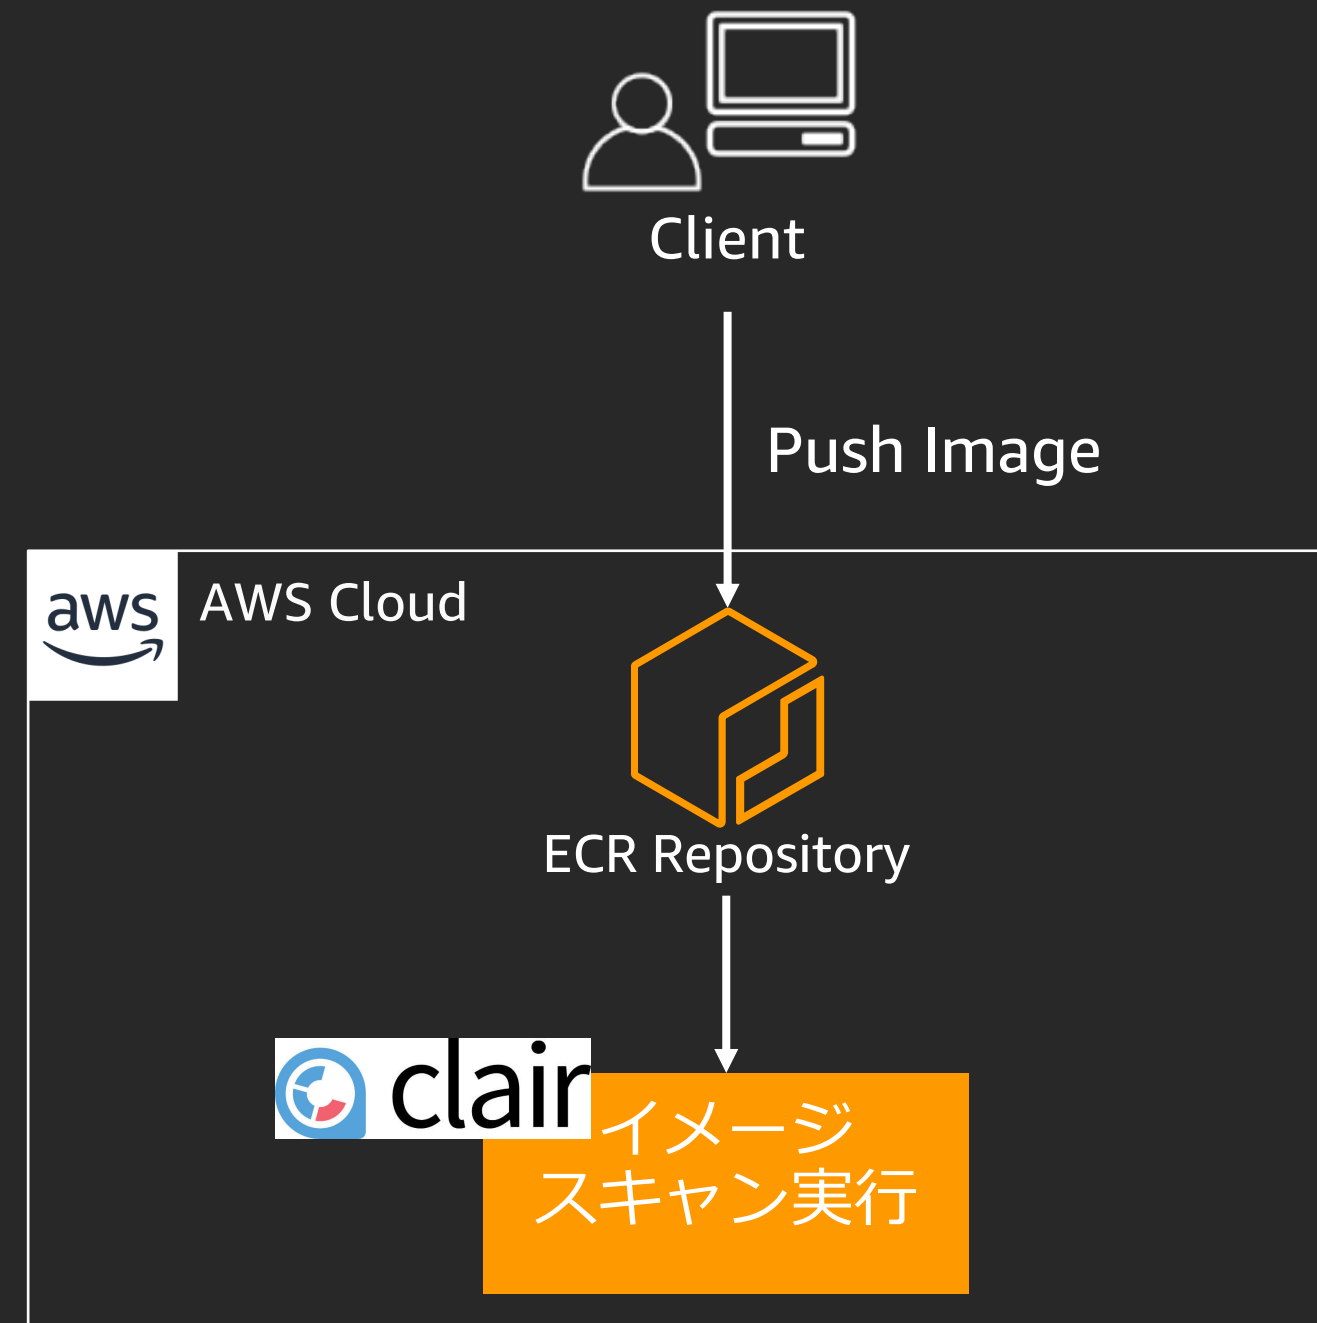 Client
Push Image
aws
AWS Cloud
ECR Repository
clair
イメージ
スキャン実行